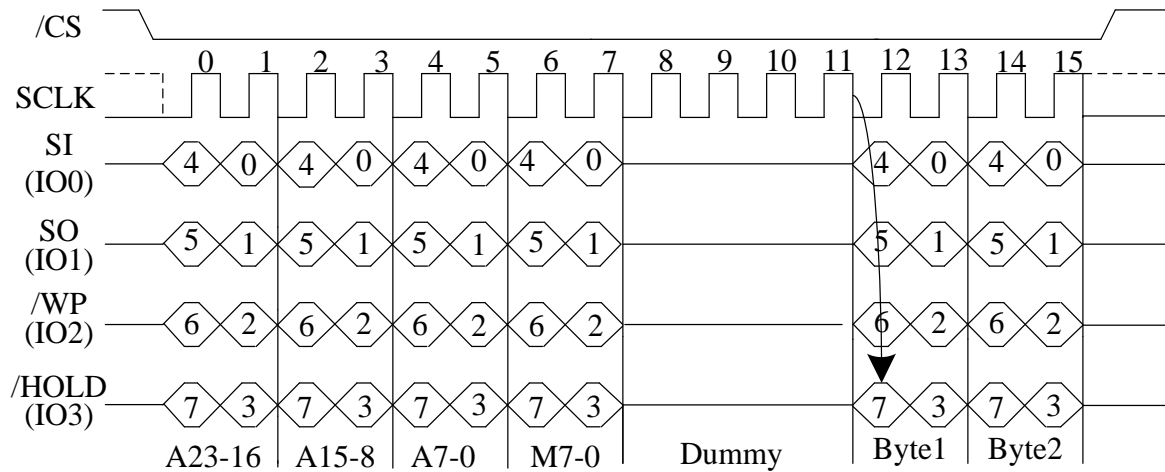 /CS
0 1 2 3 4 5 6 7 8 9 10 11 12 13 14 15
SCLK
SI
(IO0)
4 0 4 0 4 0 4 0 4 0 4 0
SO
(IO1)
5 1 5 1 5 1 5 1 5 1 5 1
/WP
(IO2)
6 2 6 2 6 2 6 2 6 2 6 2
/HOLD
(IO3)
7 3 7 3 7 3 7 3 7 3 7 3
A23-16 A15-8 A7-0 M7-0 Dummy Byte1 Byte2